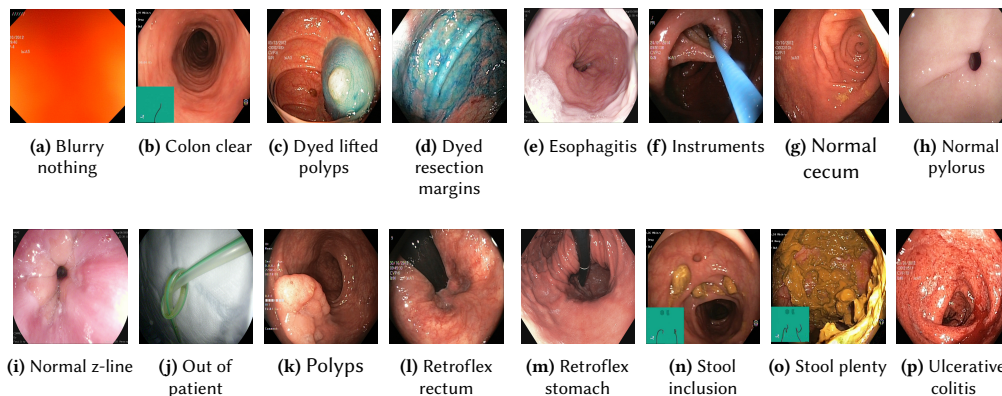 (a) Blurry
nothing
(b) Colon clear
(c) Dyed lifted
polyps
(d) Dyed
resection
margins
(e) Esophagitis
(f) Instruments
(g) Normal
cecum
(h) Normal
pylorus
(i) Normal z-line
(j) Out of
patient
(k) Polyps
(l) Retroflex
rectum
(m) Retroflex
stomach
(n) Stool
inclusion
(o) Stool plenty
(p) Ulcerative
colitis